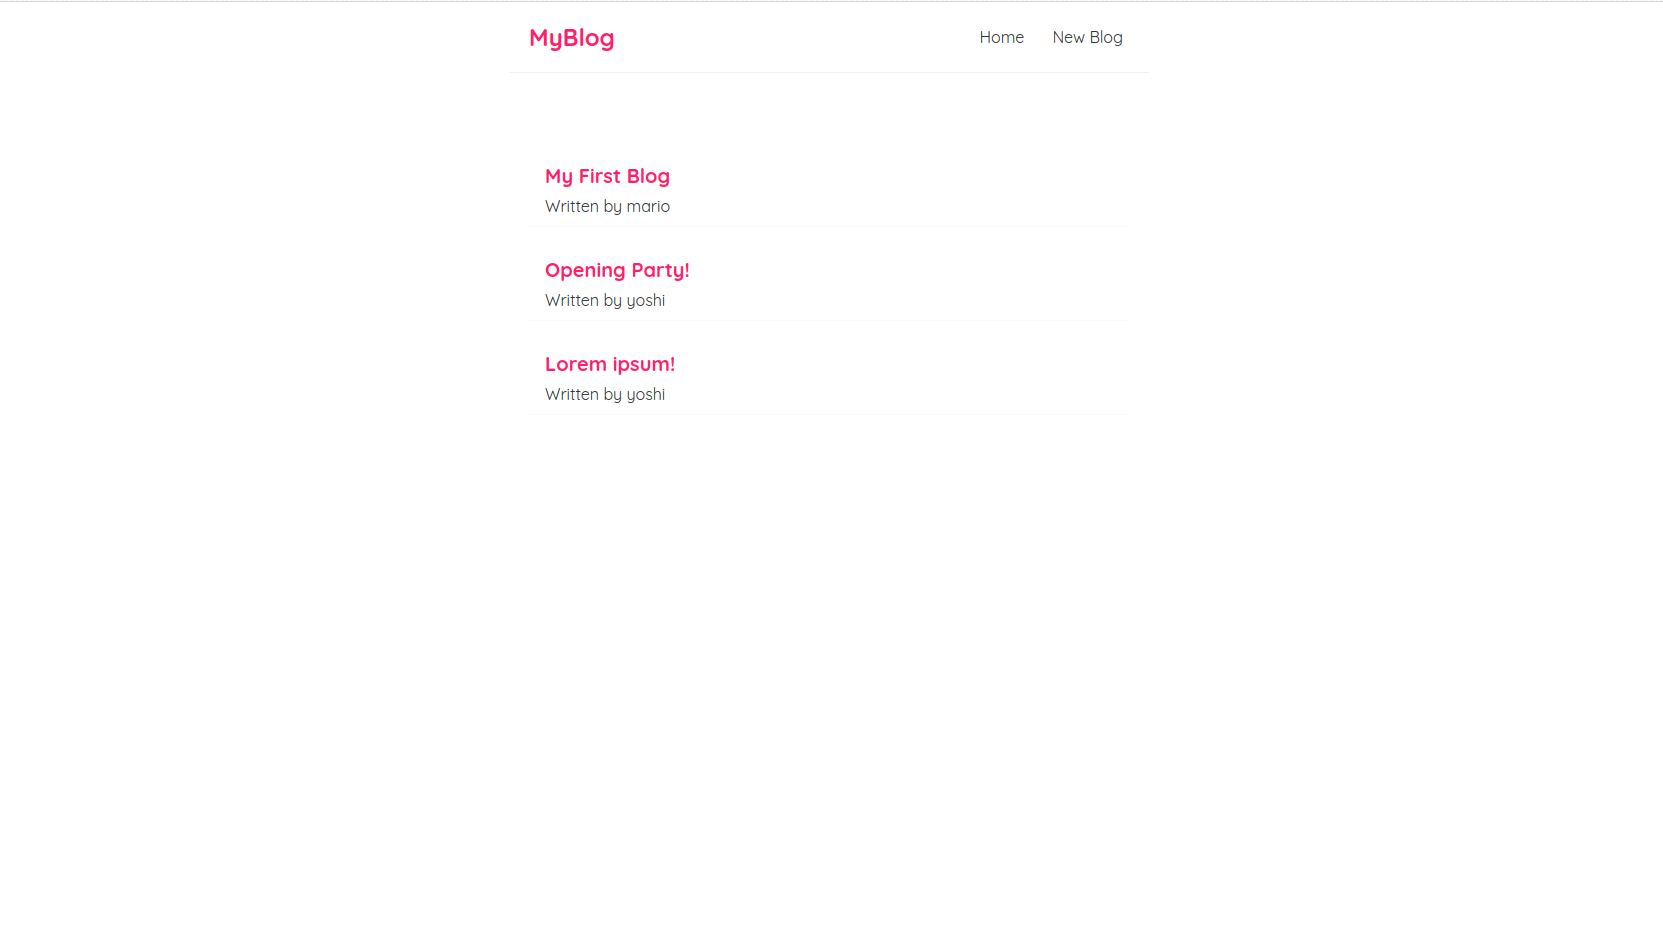 MyBlog
Home New Blog
My First Blog
Written by mario
Opening Party!
Written by yoshi
Lorem ipsum!
Written by yoshi